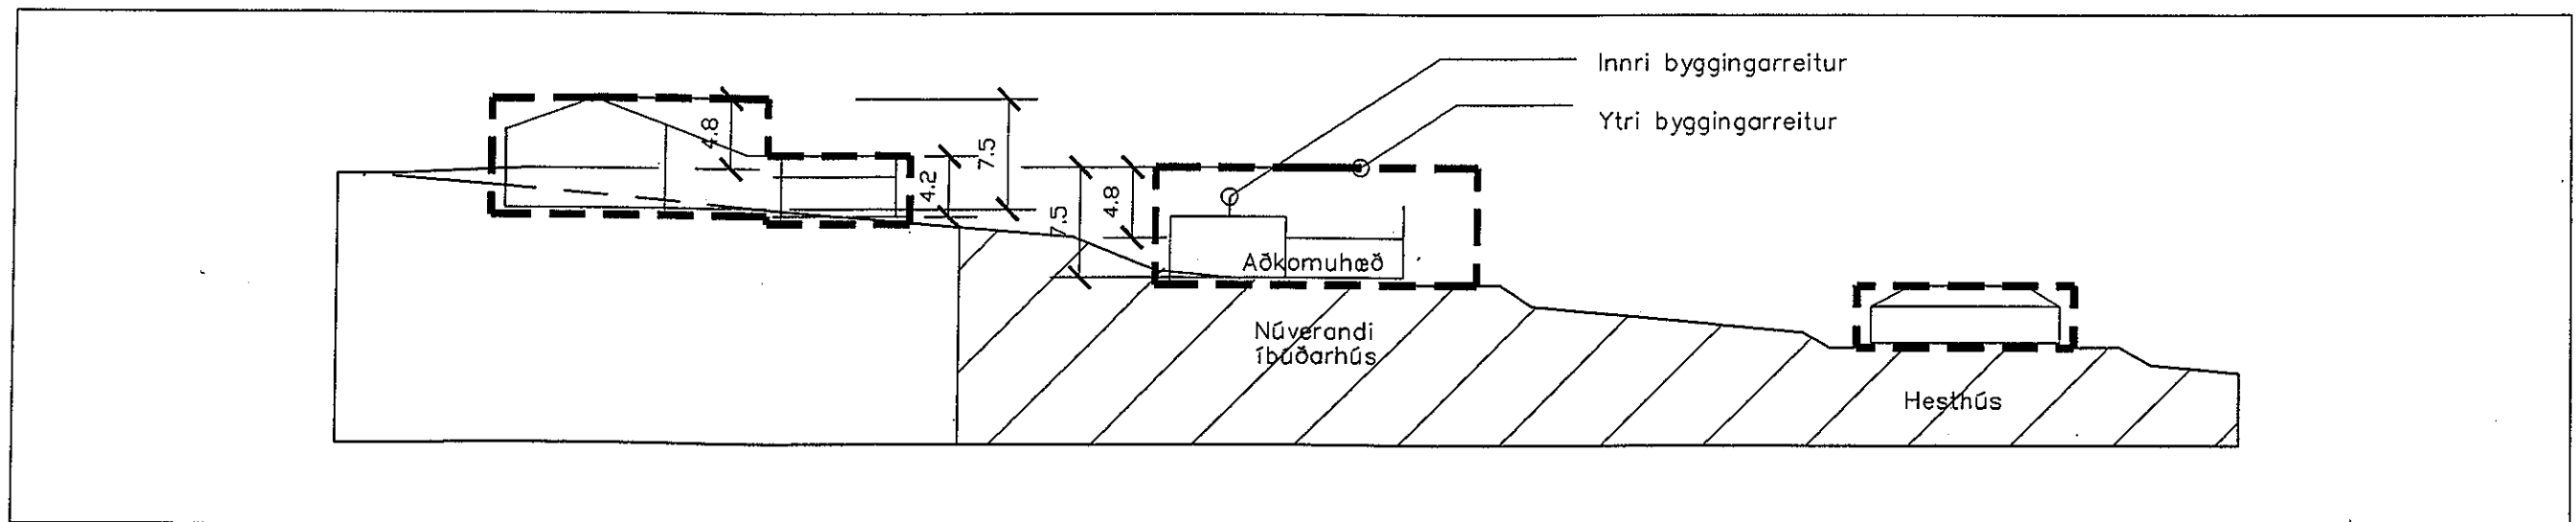 Innri byggingarreitur
Ytri byggingarreitur
4.8
7.5
4.2
7.5
4.8
Aðkomuhæð
Núverandi
íbúðarhús
Hesthús